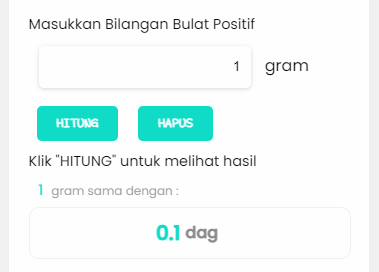 Masukkan Bilangan Bulat Positif
1 gram
HITUNG HAPUS
Klik "HITUNG" untuk melihat hasil
1 gram sama dengan :
0.1 dag